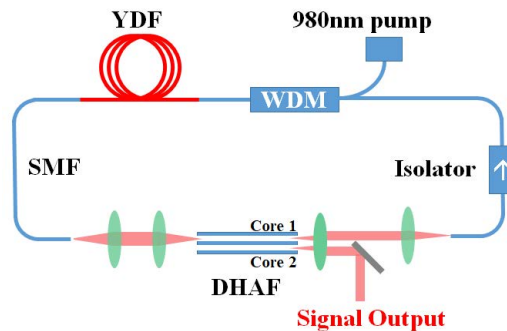 YDF
980nm pump
WDM
SMF
Isolator
Core 1
Core 2
DHAF
Signal Output